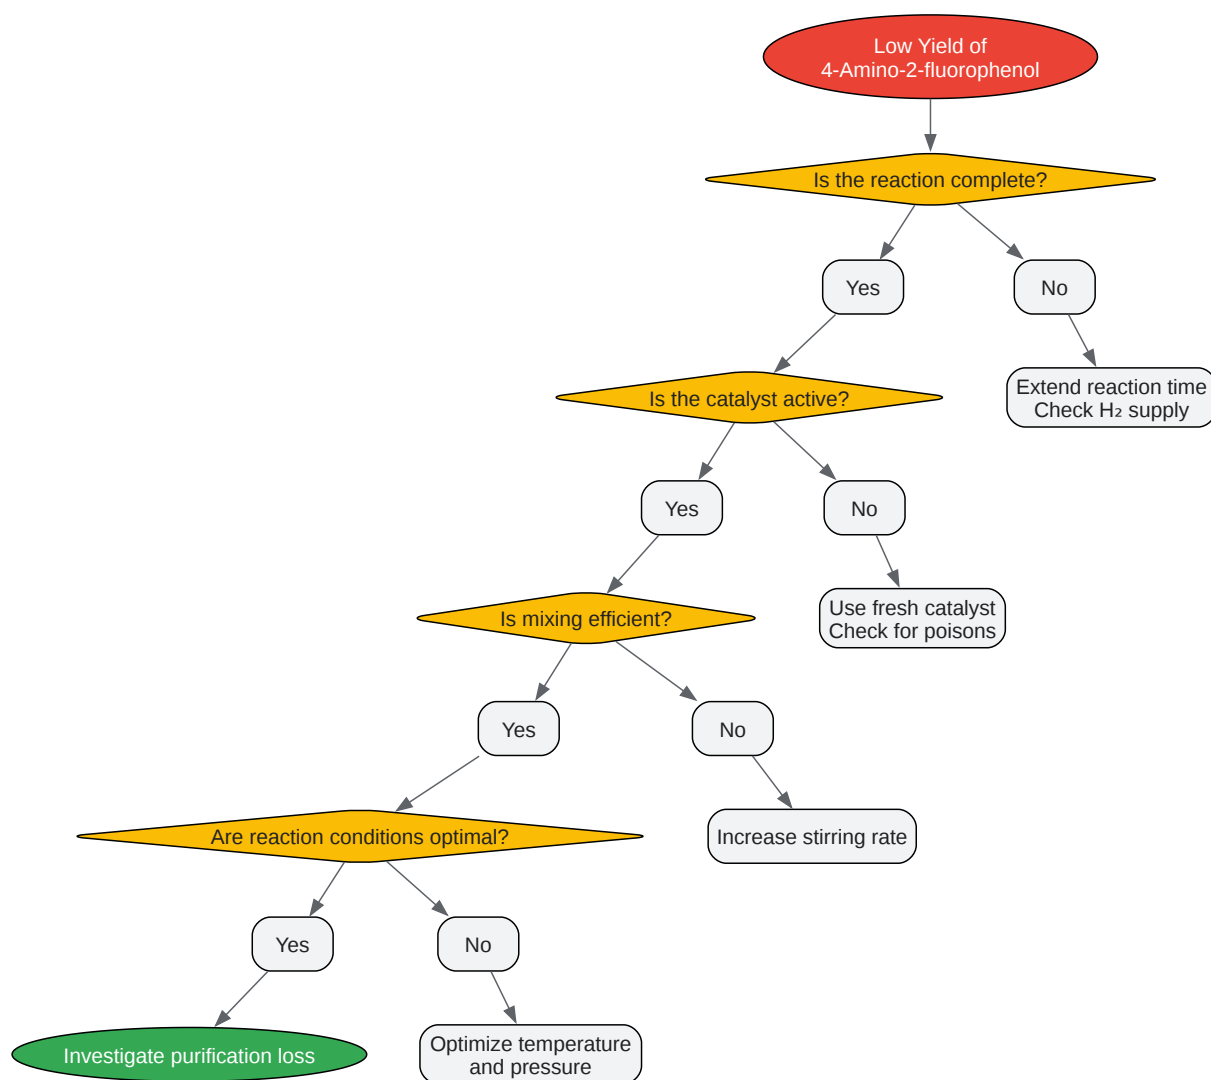 Low Yield of
4-Amino-2-fluorophenol
Is the reaction complete?
Yes
No
Extend reaction time
Check H₂ supply
Is the catalyst active?
Yes
No
Use fresh catalyst
Check for poisons
Is mixing efficient?
Yes
No
Increase stirring rate
Are reaction conditions optimal?
Yes
No
Investigate purification loss
Optimize temperature
and pressure